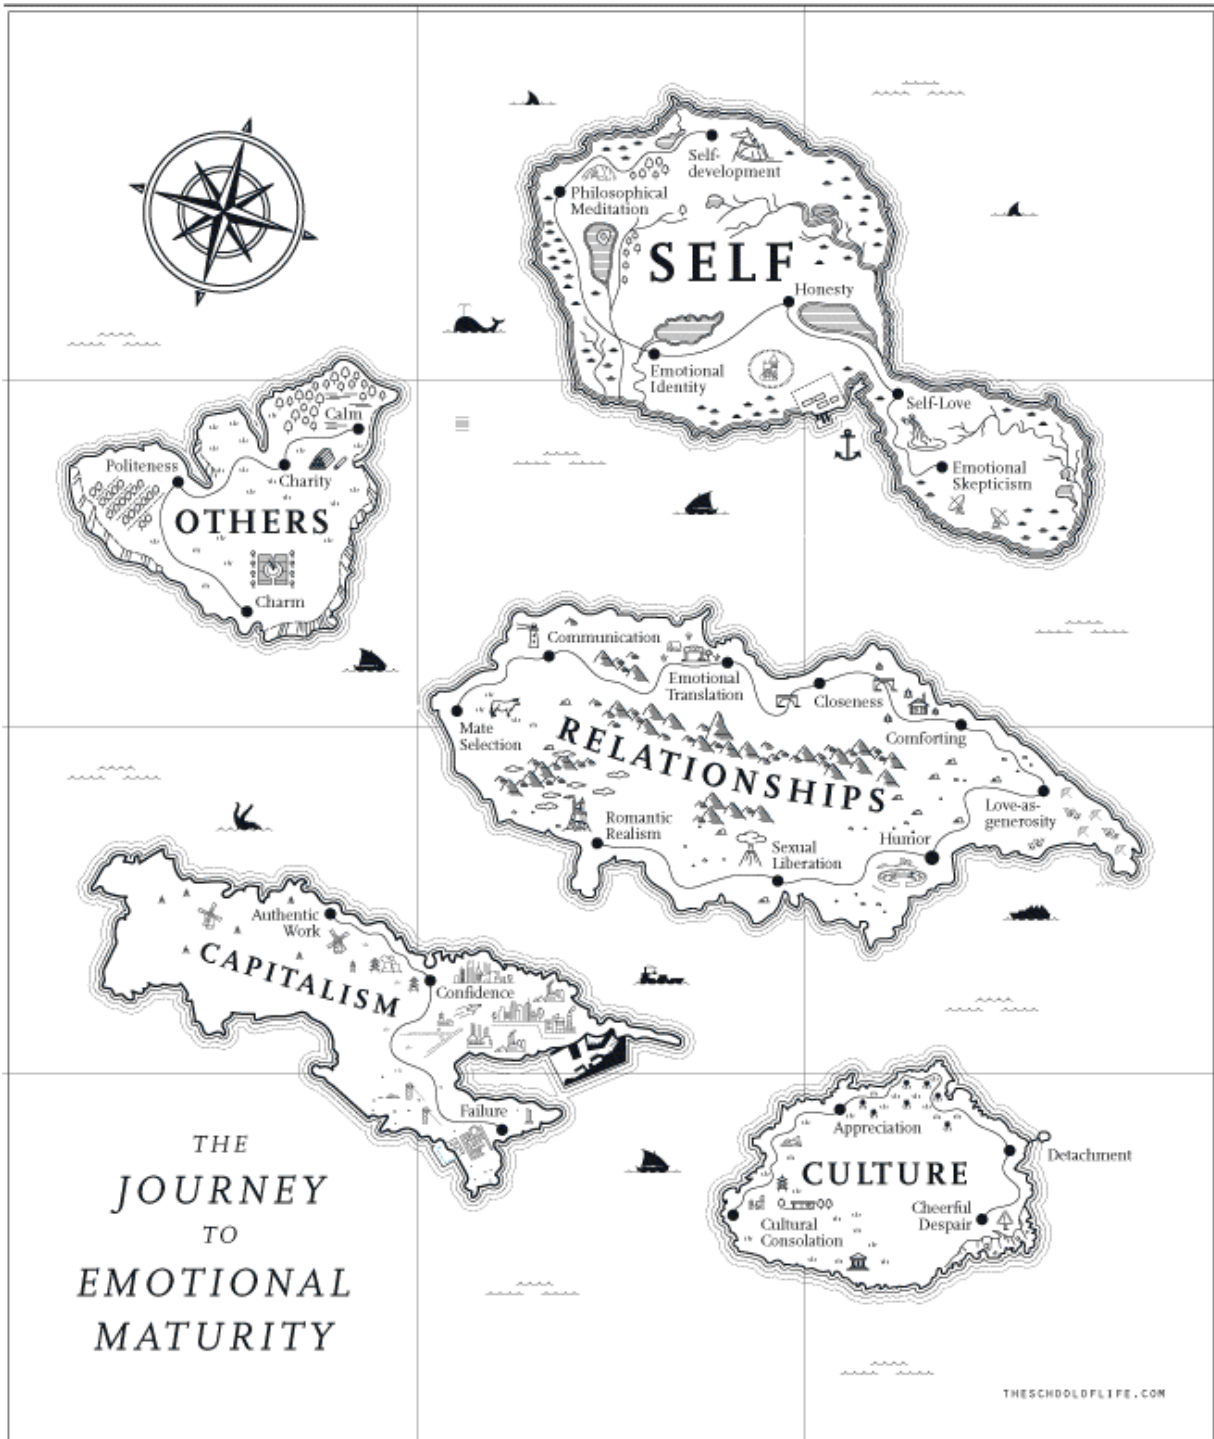 Self-
development
Philosophical
Meditation
SELF
Honesty
Emotional
Identity
Self-Love
Emotional
Skepticism
Calm
Politeness
Charity
OTHERS
Charm
Communication
Emotional
Translation
Closeness
Mate
Selection
Comforting
RELATIONSHIPS
Love-as-
generosity
Romantic
Realism
Humor
Sexual
Liberation
Authentic
Work
CAPITALISM
Confidence
Failure
Appreciation
Detachment
CULTURE
Cheerful
Despair
Cultural
Consolation
THE
JOURNEY
TO
EMOTIONAL
MATURITY
THESCHOOLOFLIFE.COM